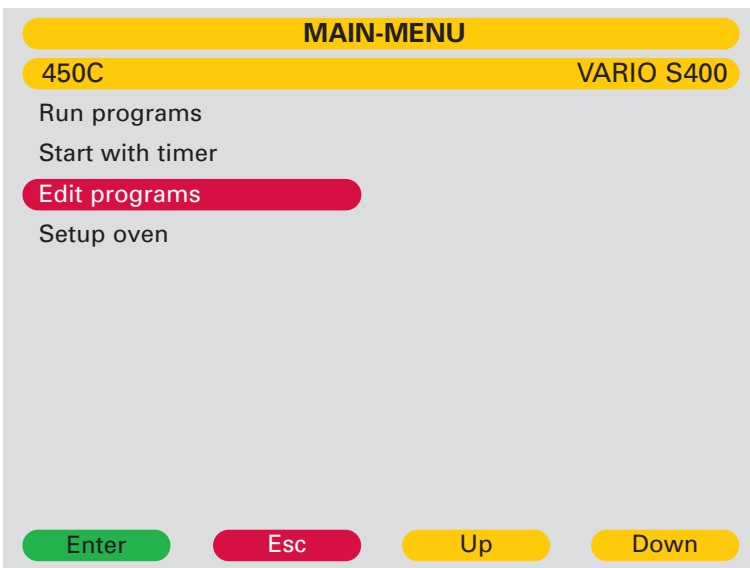 MAIN-MENU
450C VARIO S400
Run programs
Start with timer
Edit programs
Setup oven
Enter Esc Up Down